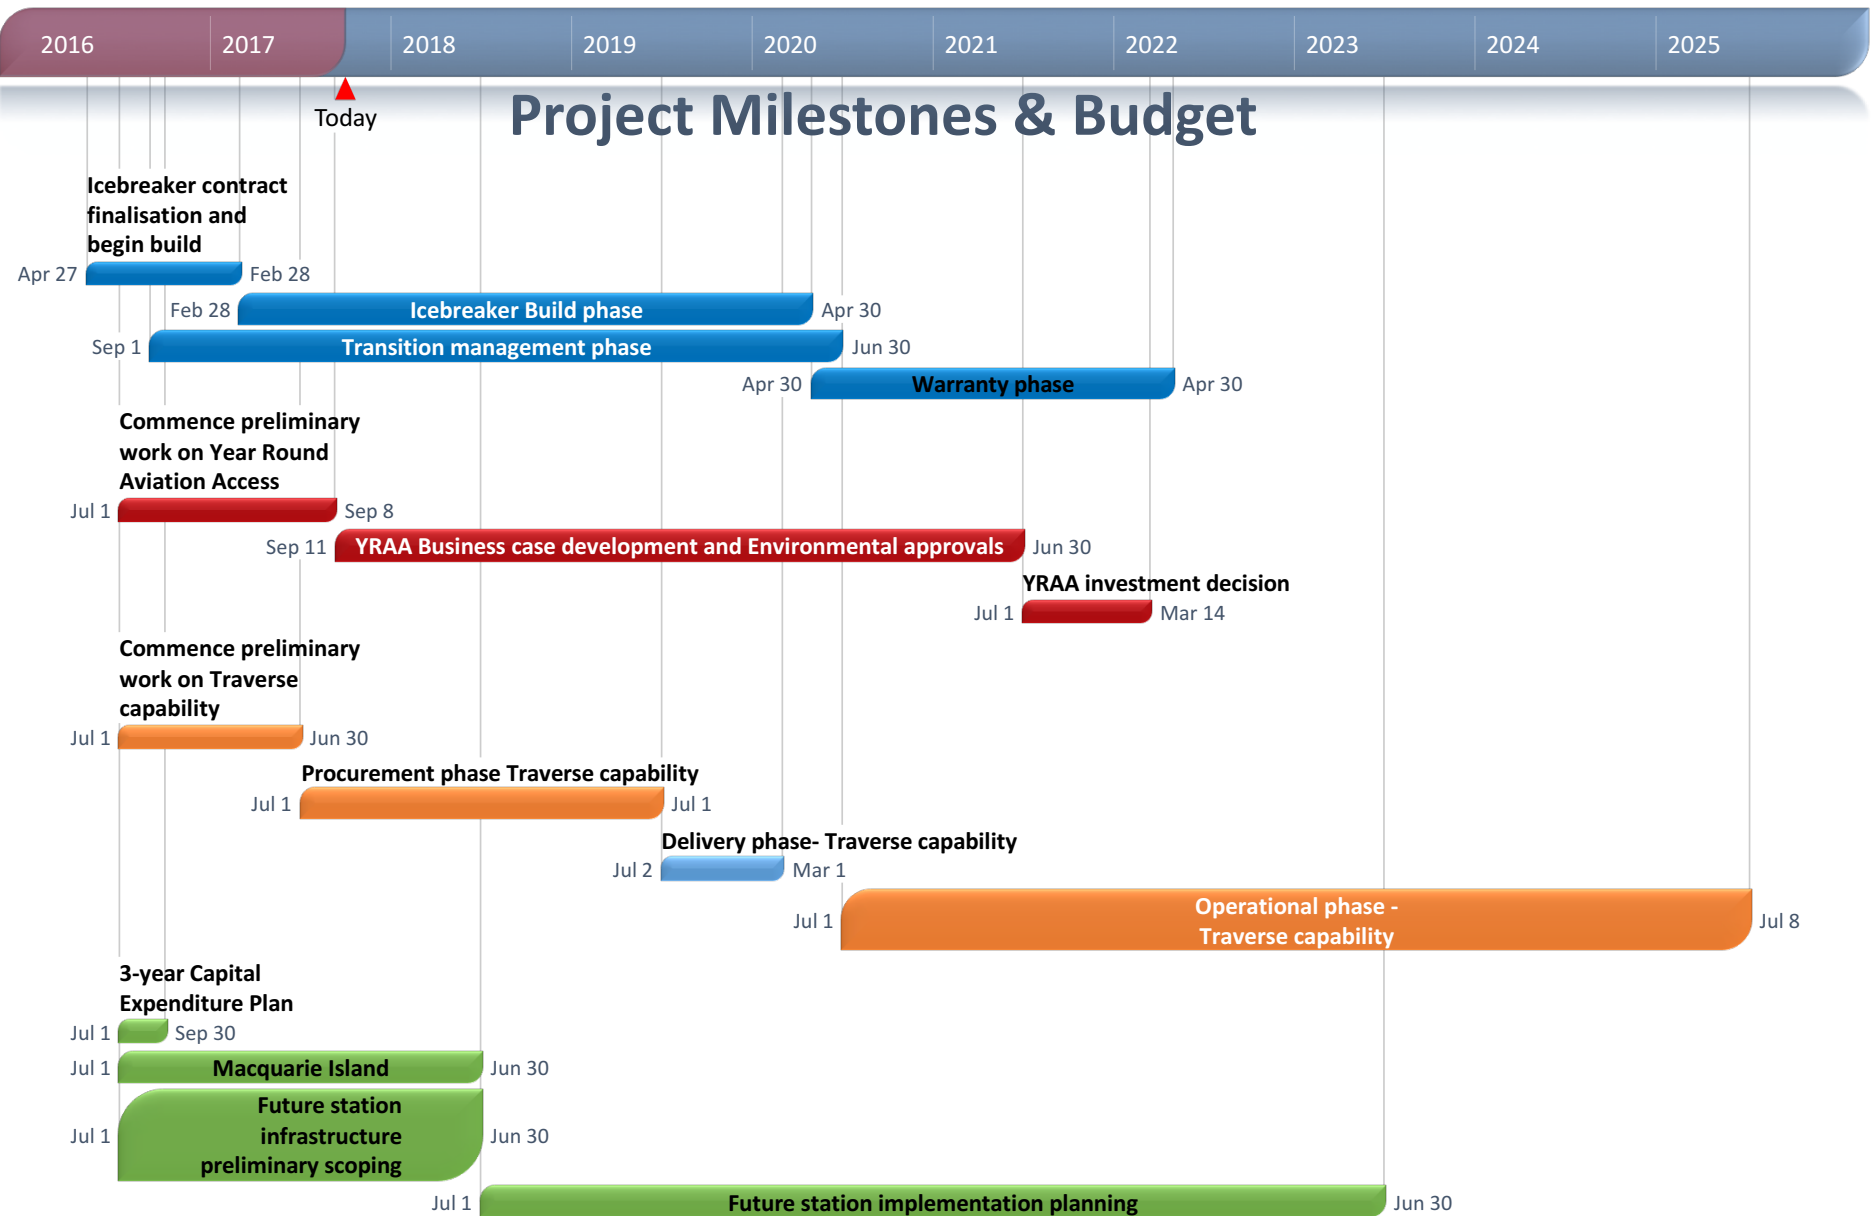 2016 2017 2018 2019 2020 2021 2022 2023 2024 2025
Today
Project Milestones & Budget
Icebreaker contract
finalisation and
begin build
Apr 27 Feb 28
Feb 28 Icebreaker Build phase Apr 30
Sep 1 Transition management phase Jun 30
Apr 30 Warranty phase Apr 30
Commence preliminary
work on Year Round
Aviation Access
Jul 1 Sep 8
Sep 11 YRAA Business case development and Environmental approvals Jun 30
YRAA investment decision
Jul 1 Mar 14
Commence preliminary
work on Traverse
capability
Jul 1 Jun 30
Procurement phase Traverse capability
Jul 1 Jul 1
Delivery phase- Traverse capability
Jul 2 Mar 1
Operational phase -
Jul 1 Jul 8
Traverse capability
3-year Capital
Expenditure Plan
Jul 1 Sep 30
Jul 1 Macquarie Island Jun 30
Future station
Jul 1 infrastructure Jun 30
preliminary scoping
Jul 1 Future station implementation planning Jun 30